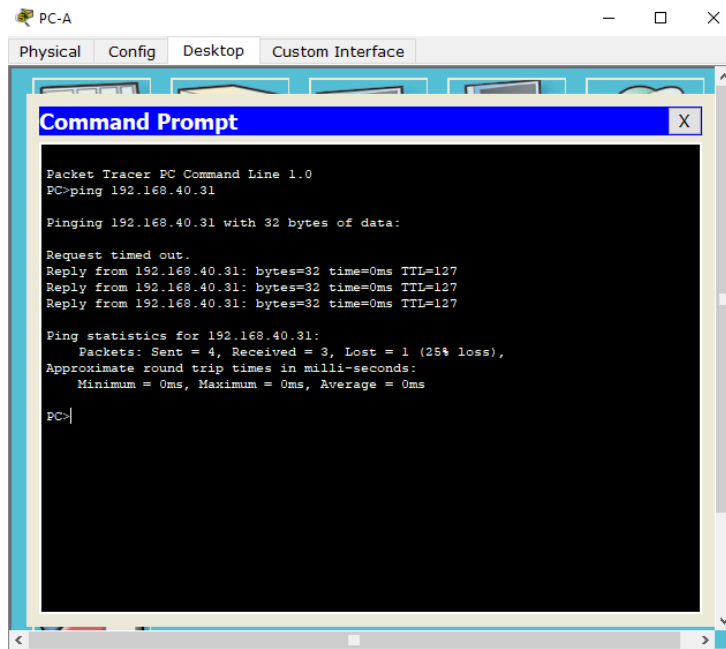 PC-A
Physical Config Desktop Custom Interface
Command Prompt
X
Packet Tracer PC Command Line 1.0
PC>ping 192.168.40.31
Pinging 192.168.40.31 with 32 bytes of data:
Request timed out.
Reply from 192.168.40.31: bytes=32 time=0ms TTL=127
Reply from 192.168.40.31: bytes=32 time=0ms TTL=127
Reply from 192.168.40.31: bytes=32 time=0ms TTL=127
Ping statistics for 192.168.40.31:
Packets: Sent = 4, Received = 3, Lost = 1 (25% loss),
Approximate round trip times in milli-seconds:
Minimum = 0ms, Maximum = 0ms, Average = 0ms
PC>